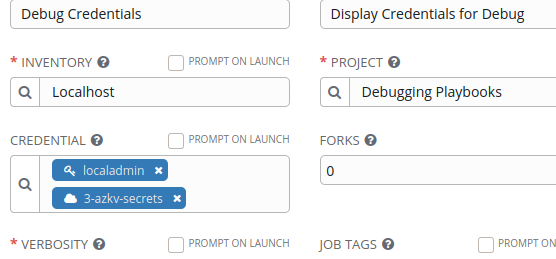 Debug Credentials
Display Credentials for Debug
* INVENTORY ? PROMPT ON LAUNCH
* PROJECT ?
Localhost
Debugging Playbooks
CREDENTIAL ? PROMPT ON LAUNCH
FORKS ?
localadmin ×
0
3-azkv-secrets ×
* VERBOSITY ? PROMPT ON LAUNCH
JOB TAGS ? PROMPT ON